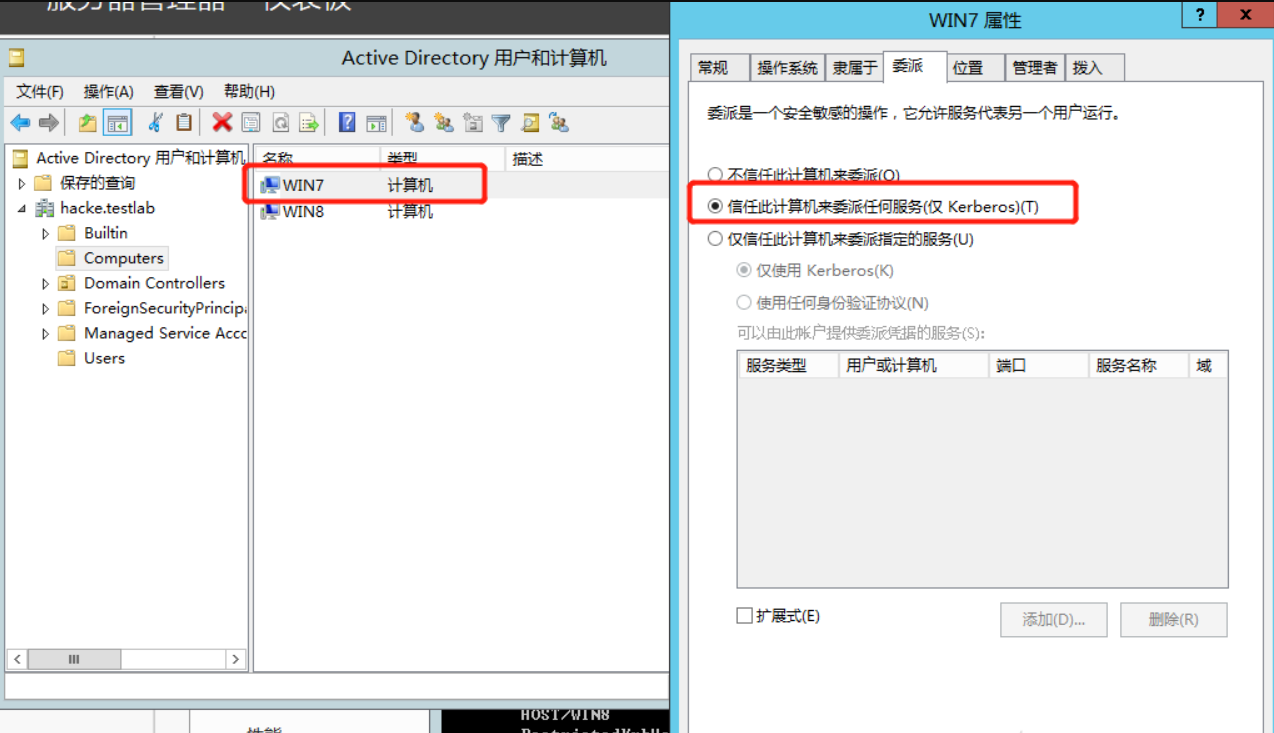 服务器管理器 仪表板
WIN7 属性
?
x
Active Directory 用户和计算机
文件(F) 操作(A) 查看(V) 帮助(H)
Active Directory 用户和计算机
保存的查询
hacke.testlab
Builtin
Computers
Domain Controllers
ForeignSecurityPrincip
Managed Service Acc
Users
名称 类型 描述
WIN7 计算机
WIN8 计算机
常规 操作系统 隶属于 委派 位置 管理者 拨入
委派是一个安全敏感的操作，它允许服务代表另一个用户运行。
不信任此计算机来委派(O)
信任此计算机来委派任何服务(仅 Kerberos)(T)
仅信任此计算机来委派指定的服务(U)
仅使用 Kerberos(K)
使用任何身份验证协议(N)
可以由此帐户提供委派凭据的服务(S):
服务类型 用户或计算机 端口 服务名称 域
扩展式(E)
添加(D)... 删除(R)
性能
HOST/WIN8